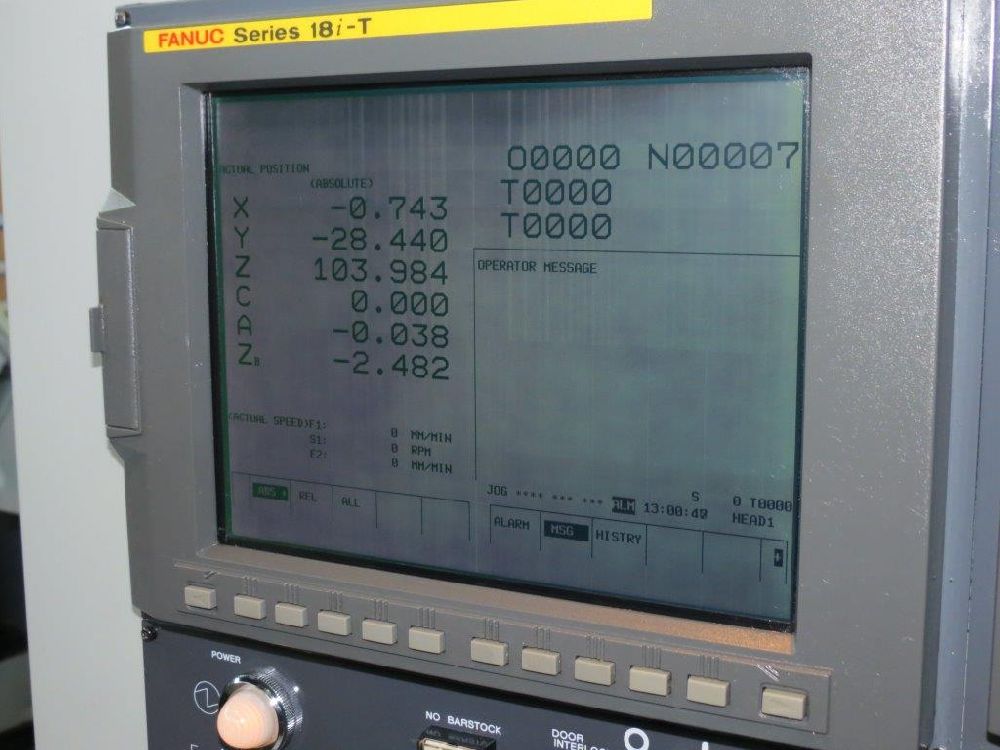 FANUC Series 18i-T
ACTUAL POSITION
(ABSOLUTE)
X -0.743
Y -28.440
Z 103.984
C 0.000
A -0.038
ZB -2.482
(ACTUAL SPEED)F1: 0 MM/MIN
S1: 0 RPM
F2: 0 MM/MIN
ABS REL ALL
O0000 N00007
T0000
T0000
OPERATOR MESSAGE
JOG **** *** *** ALM 13:00:42 S 0 T0000
HEAD1
ALARM MSG HISTRY +
POWER
NO BARSTOCK
DOOR
O